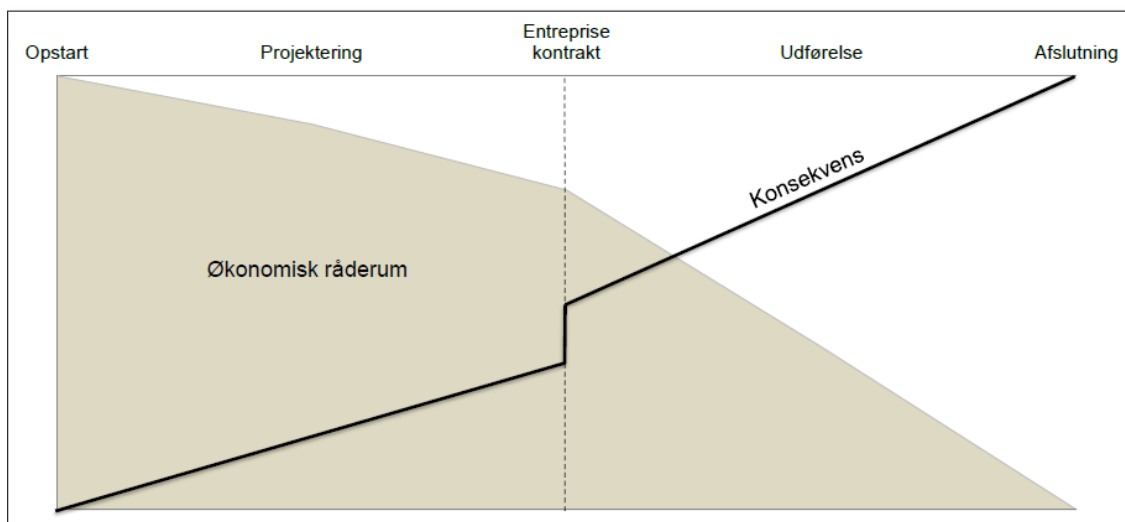 Opstart
Projektering
Entreprise
kontrakt
Udførelse
Afslutning
Konsekvens
Økonomisk råderum